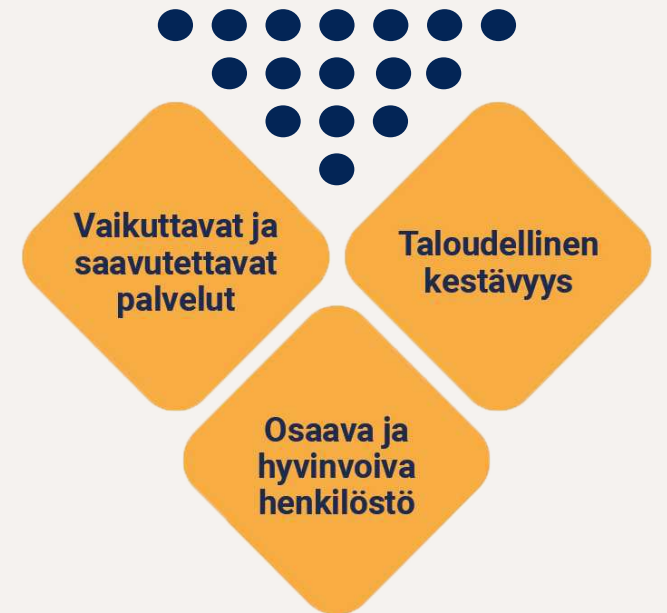 Vaikuttavat ja
saavutettavat
palvelut
Taloudellinen
kestävyys
Osaava ja
hyvinvoiva
henkilöstö